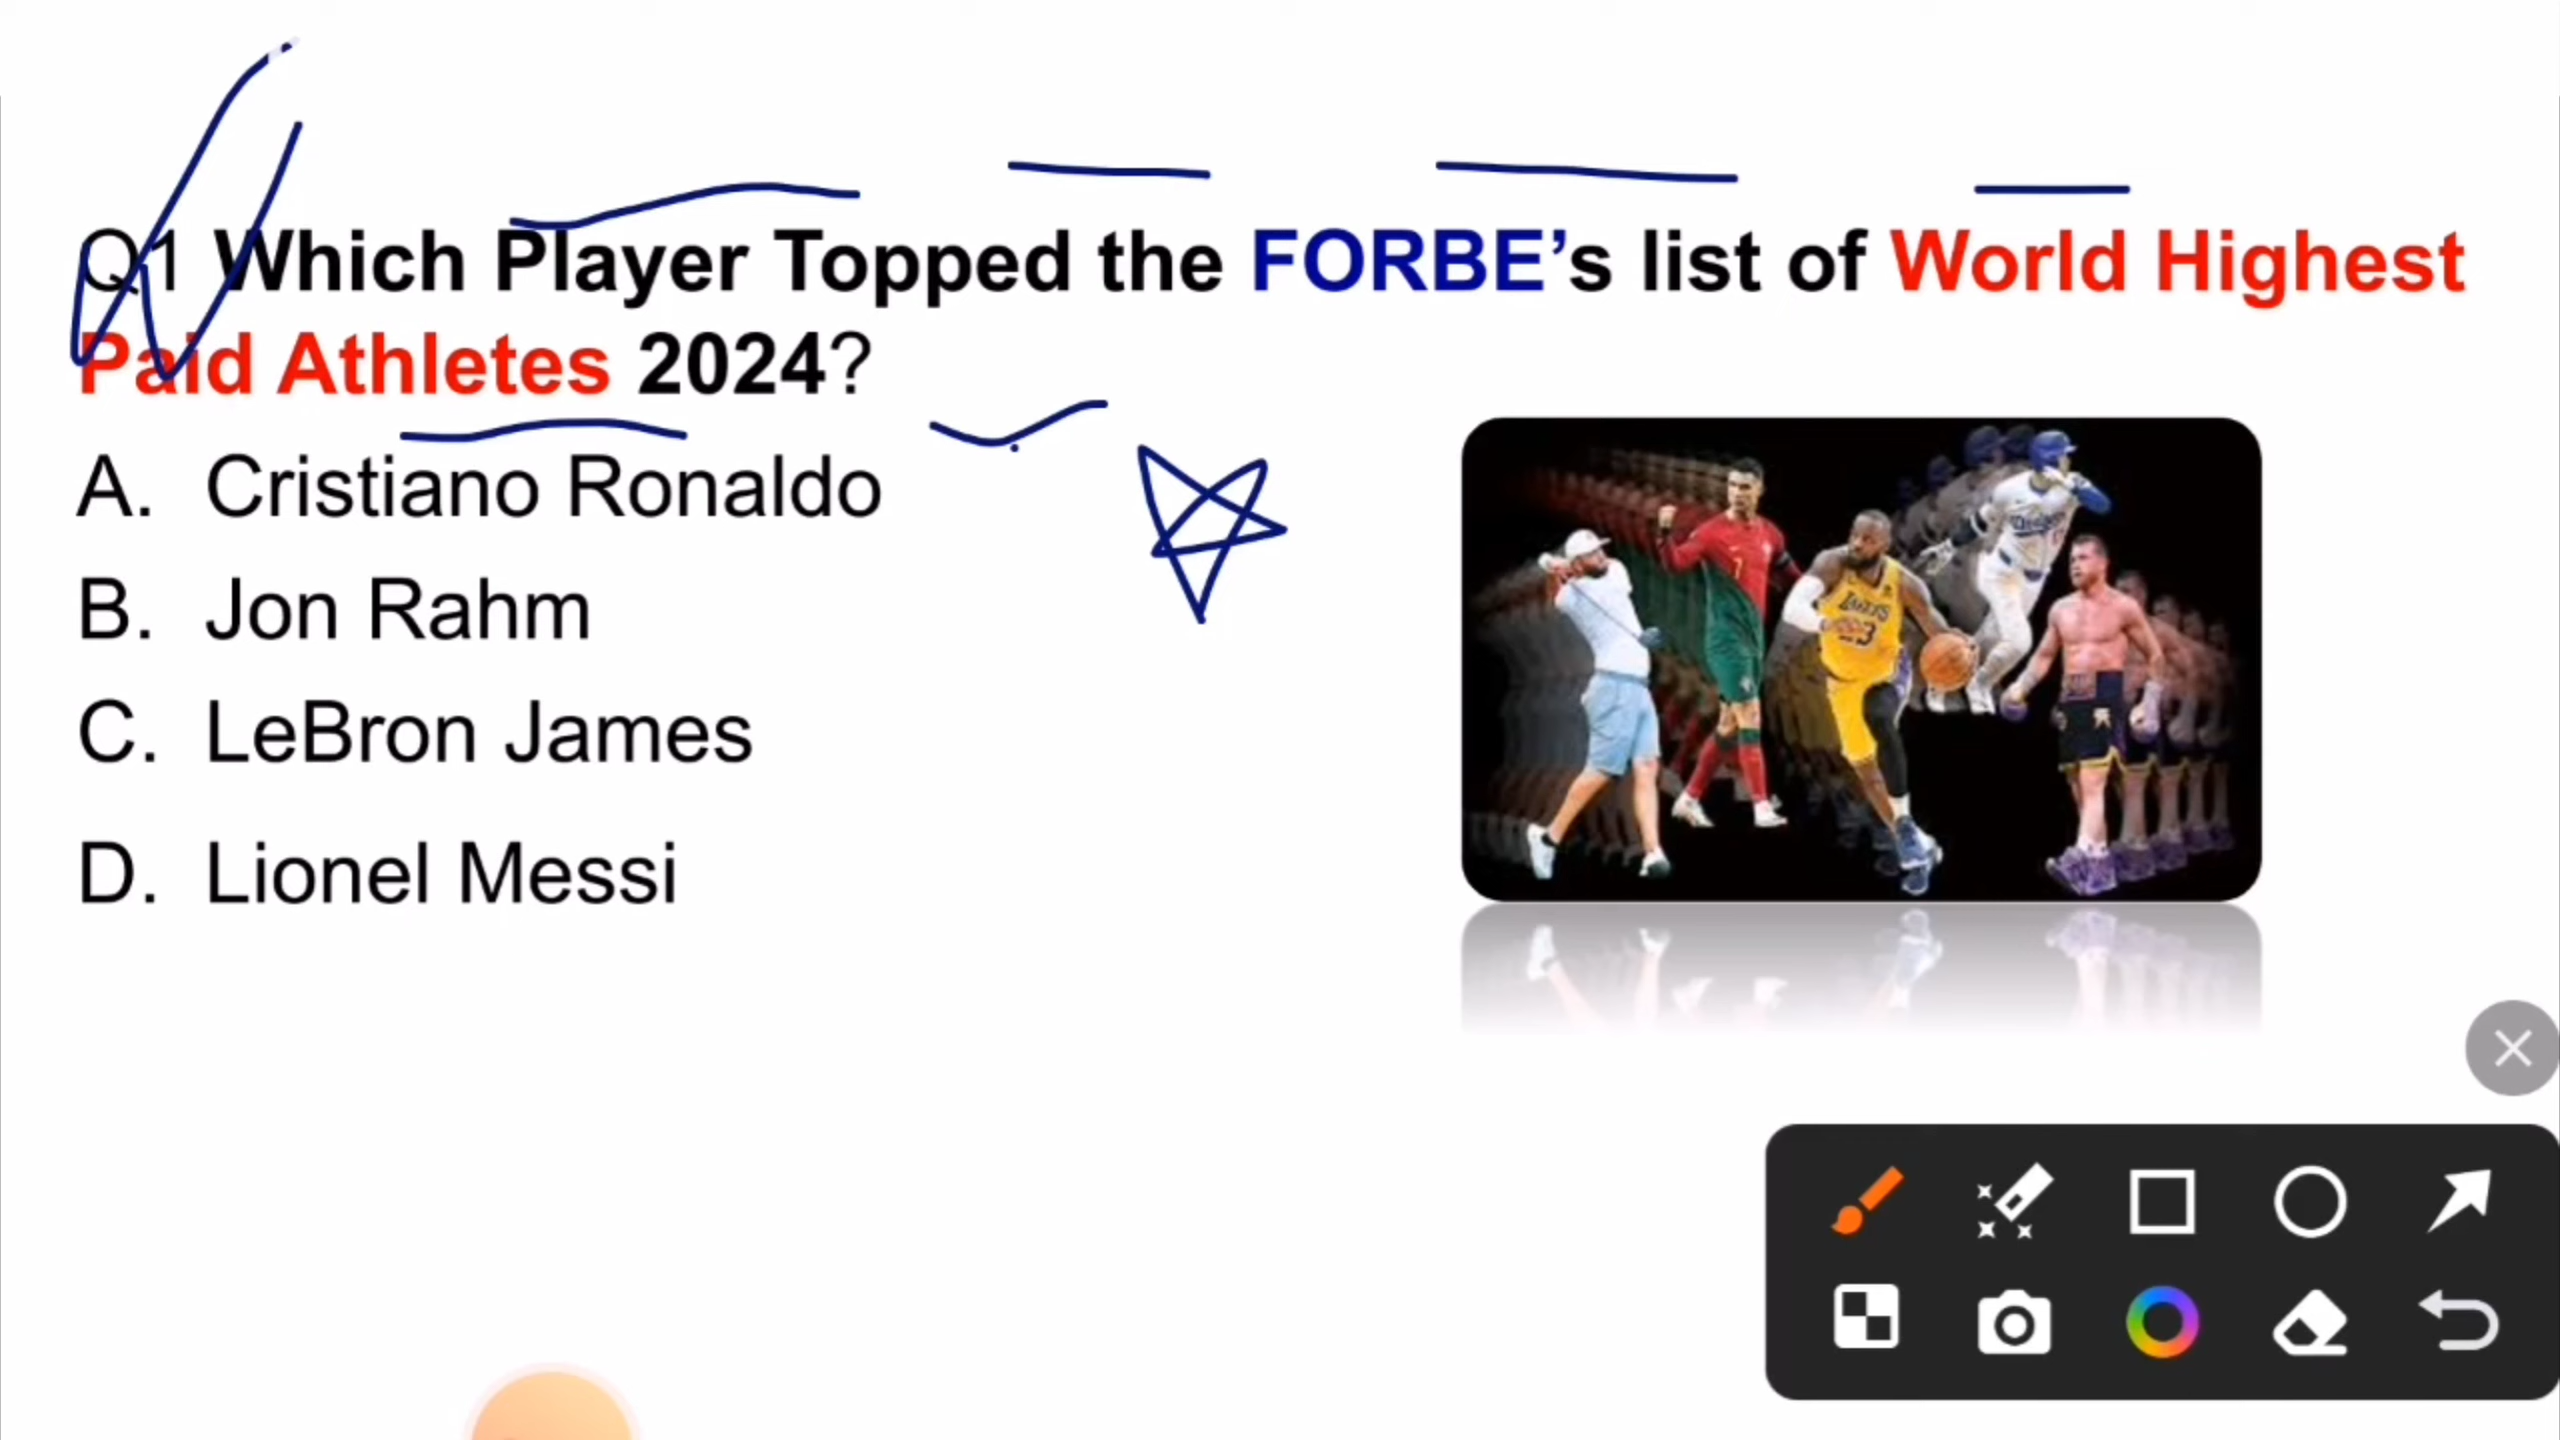 Q1 Which Player Topped the FORBE’s list of World Highest
Paid Athletes 2024?
A. Cristiano Ronaldo
B. Jon Rahm
C. LeBron James
D. Lionel Messi